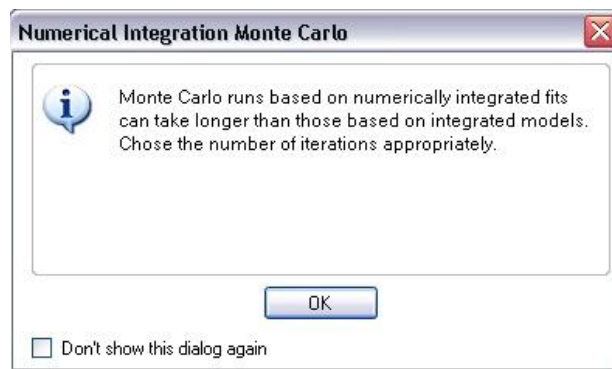 Numerical Integration Monte Carlo
Monte Carlo runs based on numerically integrated fits
can take longer than those based on integrated models.
Chose the number of iterations appropriately.
OK
Don't show this dialog again